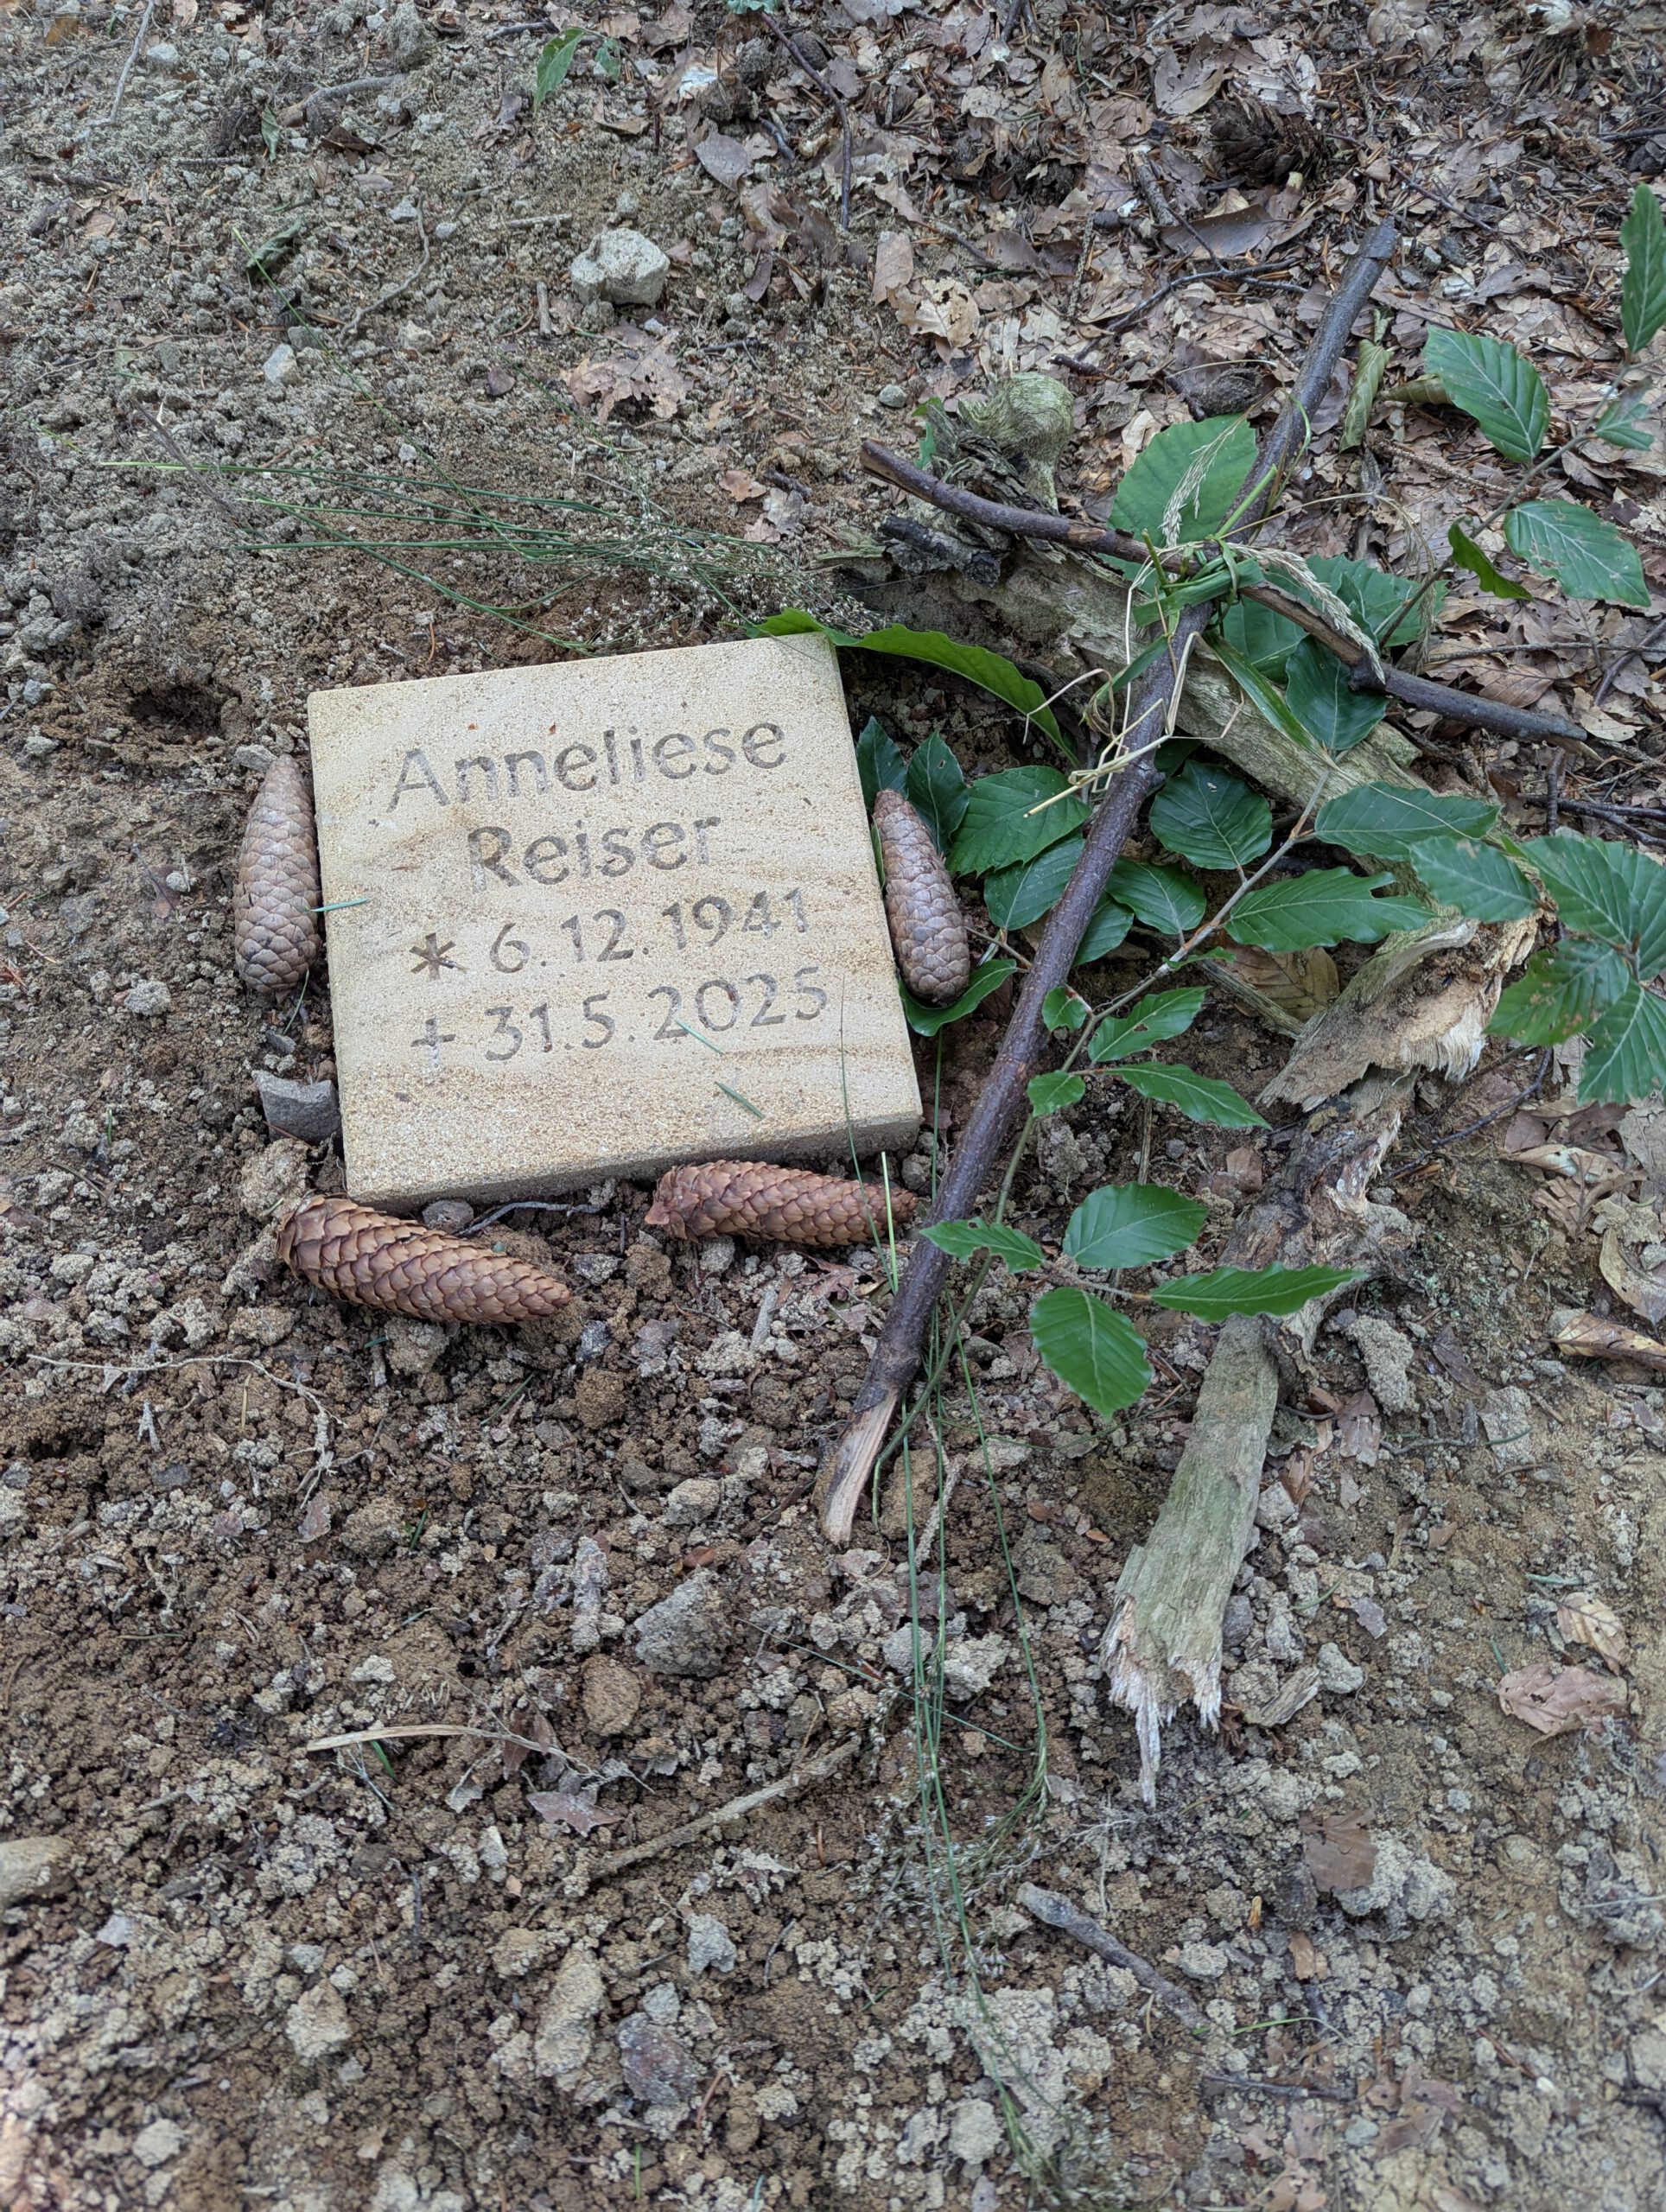 Anneliese
Reiser
* 6.12.1941
+ 31.5.2025